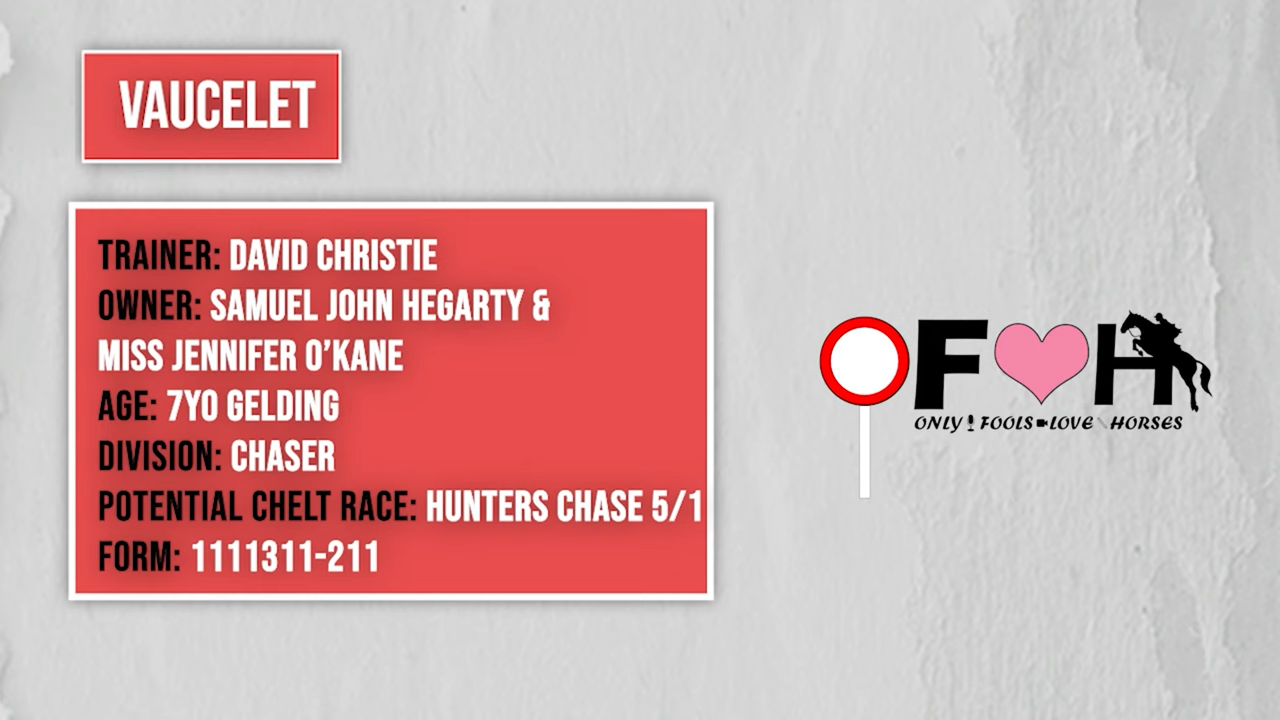 VAUCELET
TRAINER: DAVID CHRISTIE
OWNER: SAMUEL JOHN HEGARTY &
MISS JENNIFER O'KANE
AGE: 7YO GELDING
DIVISION: CHASER
POTENTIAL CHELT RACE: HUNTERS CHASE 5/1
FORM: 1111311-211
OF H
ONLY FOOLS LOVE HORSES